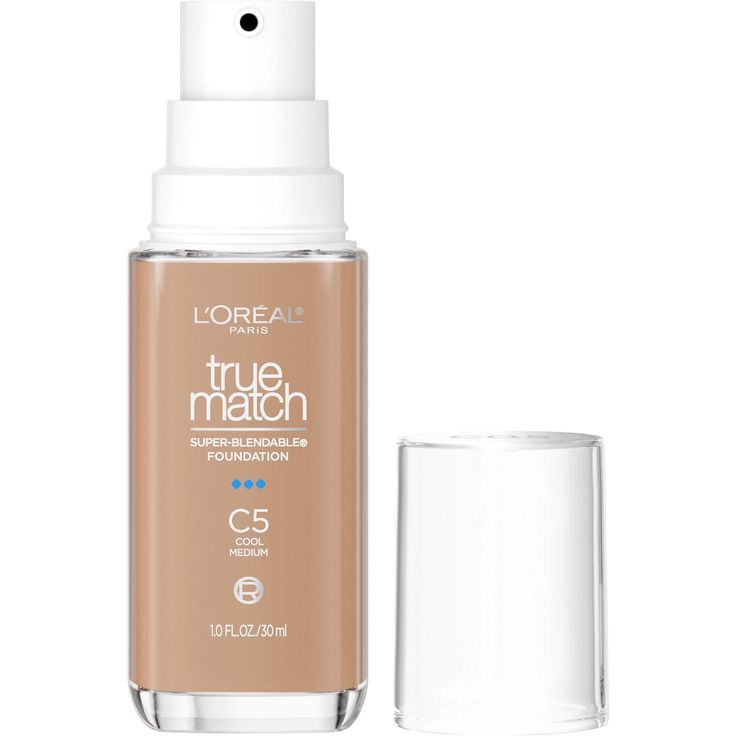 L'ORÉAL®
PARIS
true
match
SUPER-BLENDABLE®
FOUNDATION
C5
COOL
MEDIUM
R
1.0 FL.OZ./30 ml